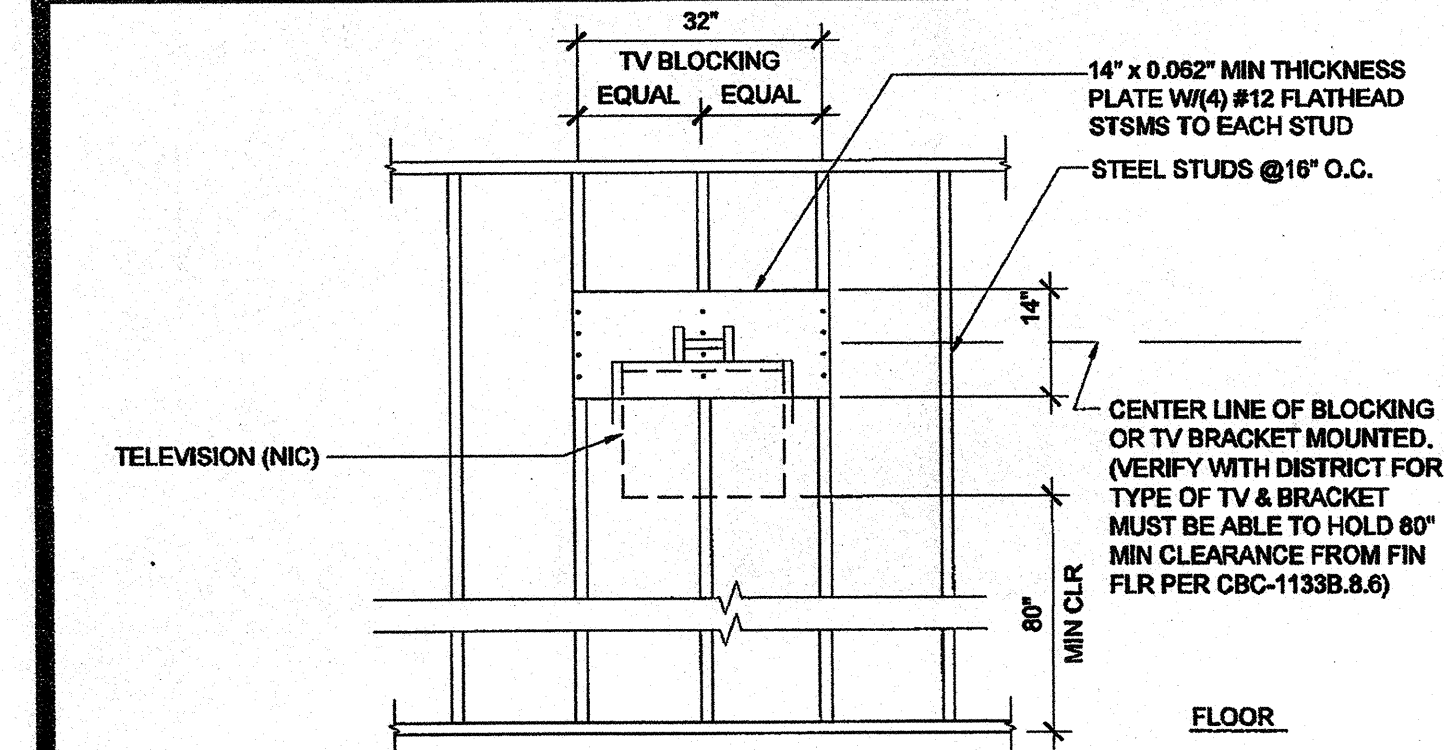 32"
TV BLOCKING
EQUAL EQUAL
14" x 0.062" MIN THICKNESS
PLATE W/(4) #12 FLATHEAD
STSMS TO EACH STUD
STEEL STUDS @16" O.C.
14"
CENTER LINE OF BLOCKING
OR TV BRACKET MOUNTED.
(VERIFY WITH DISTRICT FOR
TYPE OF TV & BRACKET
MUST BE ABLE TO HOLD 80"
MIN CLEARANCE FROM FIN
FLR PER CBC-1133B.8.6)
TELEVISION (NIC)
80"
MIN CLR
FLOOR